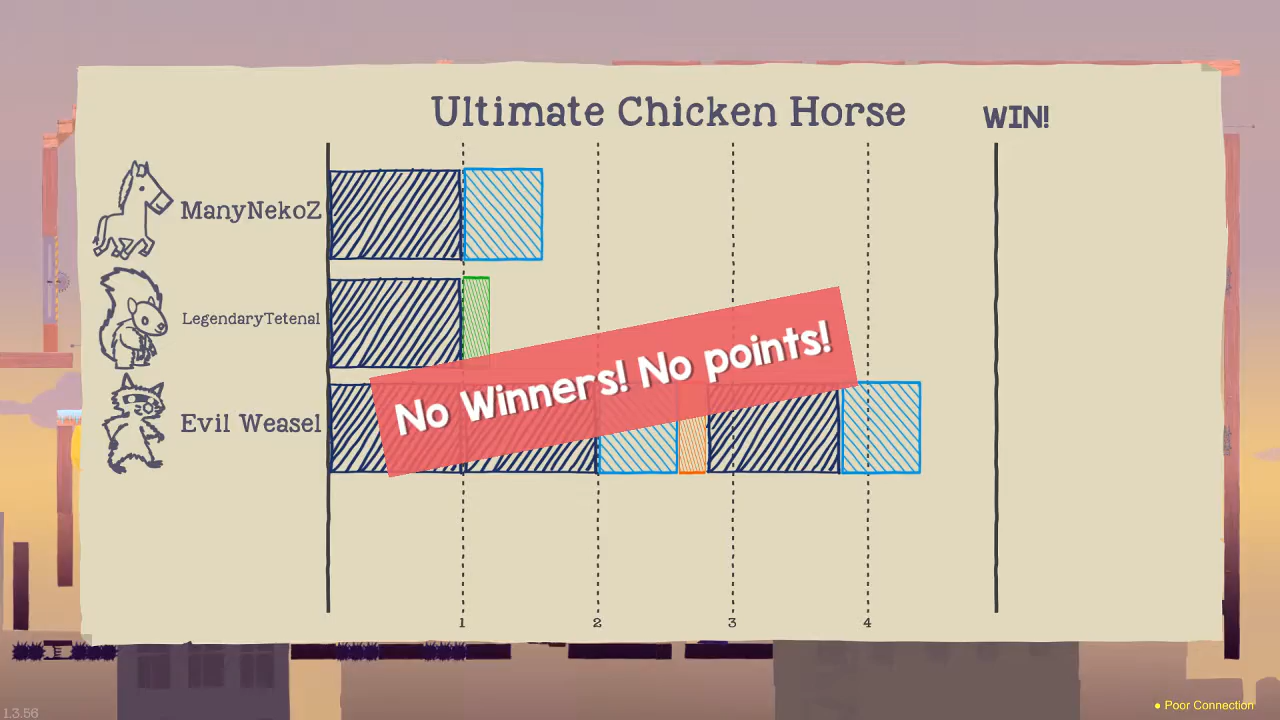 Ultimate Chicken Horse
WIN!
ManyNekoZ
LegendaryTetenal
No Winners! No points!
Evil Weasel
1 2 3 4
1.3.56
Poor Connection